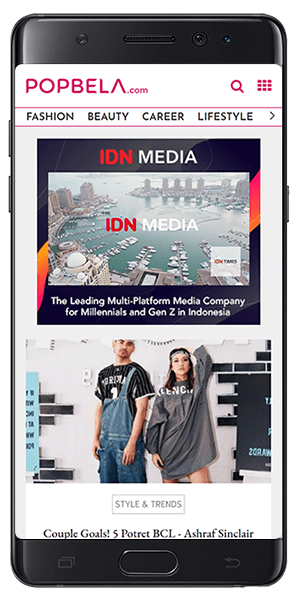 POPBELA.com
FASHION BEAUTY CAREER LIFESTYLE >
IDN MEDIA
IDN MEDIA
IDN TIMES
The Leading Multi-Platform Media Company
for Millennials and Gen Z in Indonesia
STYLE & TRENDS
Couple Goals! 5 Potret BCL - Ashraf Sinclair